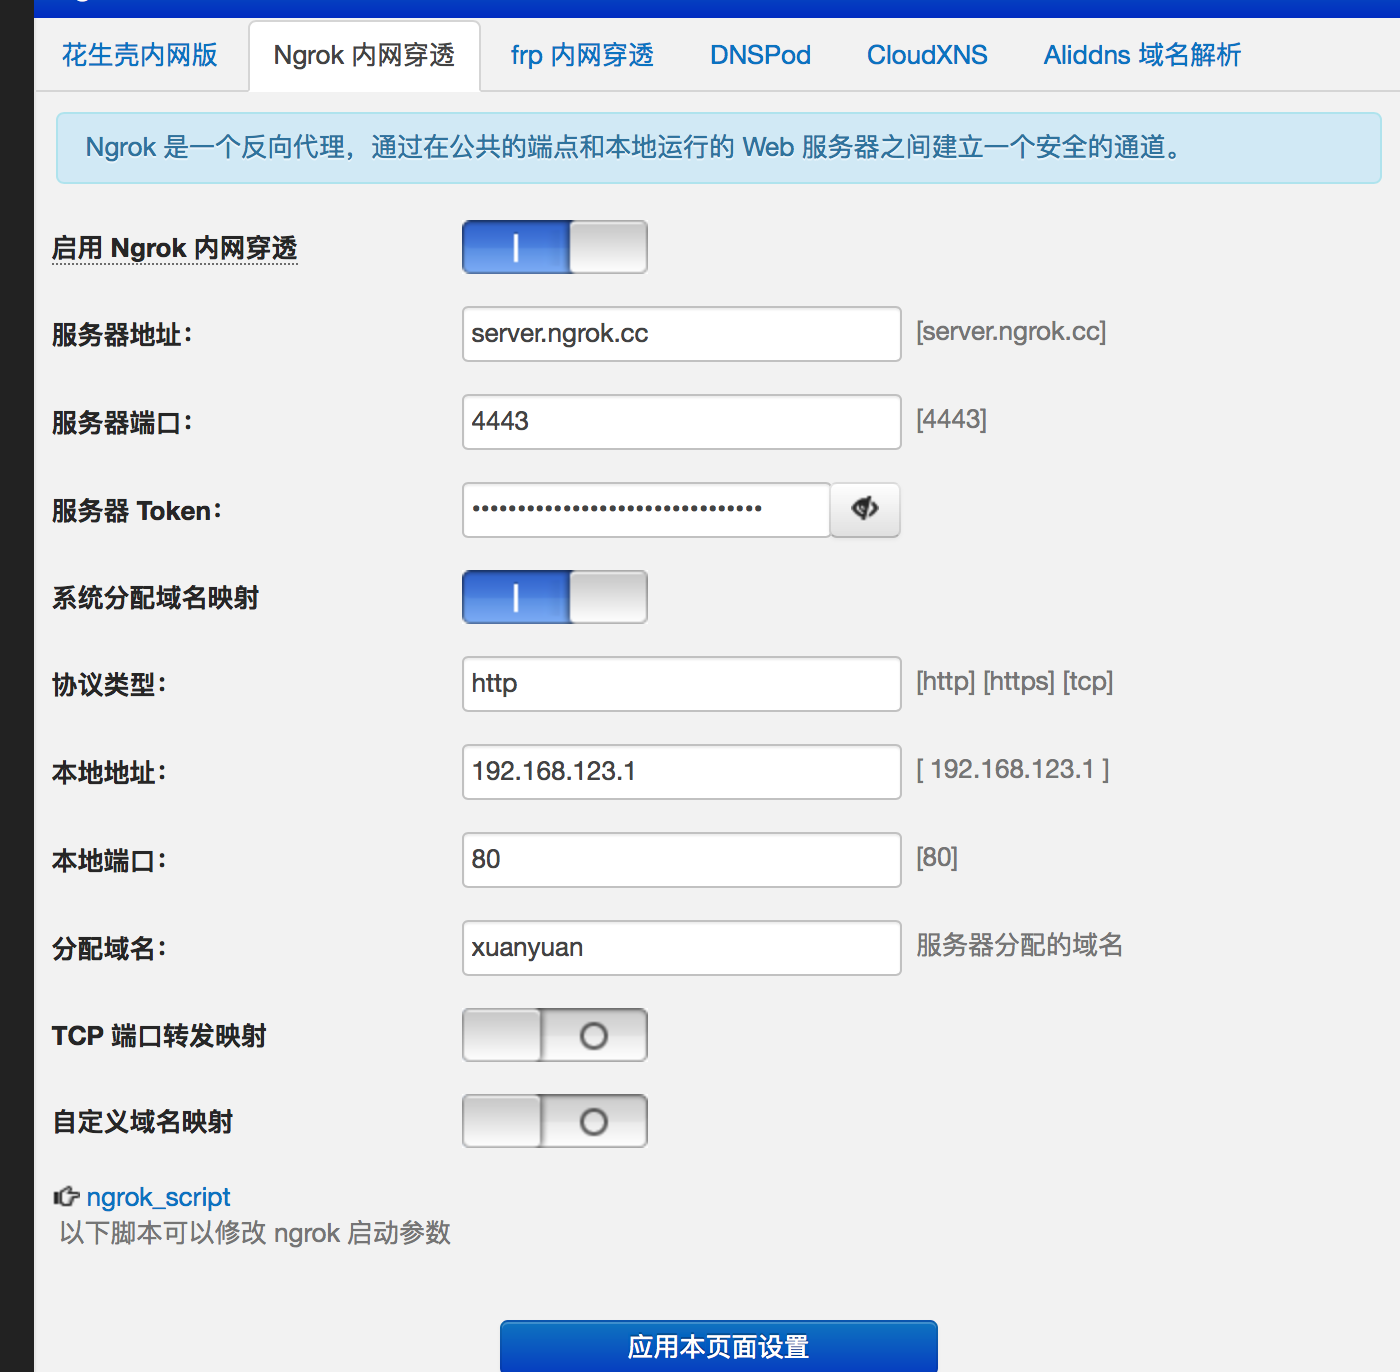 花生壳内网版 Ngrok 内网穿透 frp 内网穿透 DNSPod CloudXNS Aliddns 域名解析
Ngrok 是一个反向代理，通过在公共的端点和本地运行的 Web 服务器之间建立一个安全的通道。
启用 Ngrok 内网穿透
服务器地址： server.ngrok.cc [server.ngrok.cc]
服务器端口： 4443 [4443]
服务器 Token： ••••••••••••••••••••••••••••••••
系统分配域名映射
协议类型： http [http] [https] [tcp]
本地地址： 192.168.123.1 [ 192.168.123.1 ]
本地端口： 80 [80]
分配域名： xuanyuan 服务器分配的域名
TCP 端口转发映射
自定义域名映射
ngrok_script
以下脚本可以修改 ngrok 启动参数
应用本页面设置